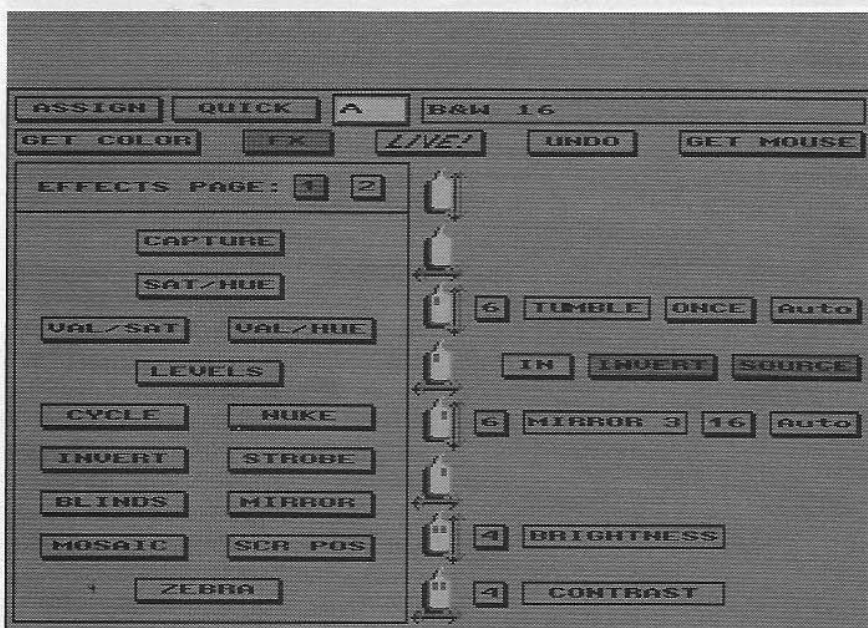 ASSIGN QUICK A B&W 16
GET COLOR FX LIVE! UNDO GET MOUSE
EFFECTS PAGE: 1 2
CAPTURE
SAT/HUE
6 TUMBLE ONCE Auto
VAL/SAT VAL/HUE
LEVELS IN INVERT SOURCE
CYCLE NUKE 6 MIRROR 3 16 Auto
INVERT STROBE
BLINDS MIRROR
MOSAIC SCR POS 4 BRIGHTNESS
ZEBRA 4 CONTRAST